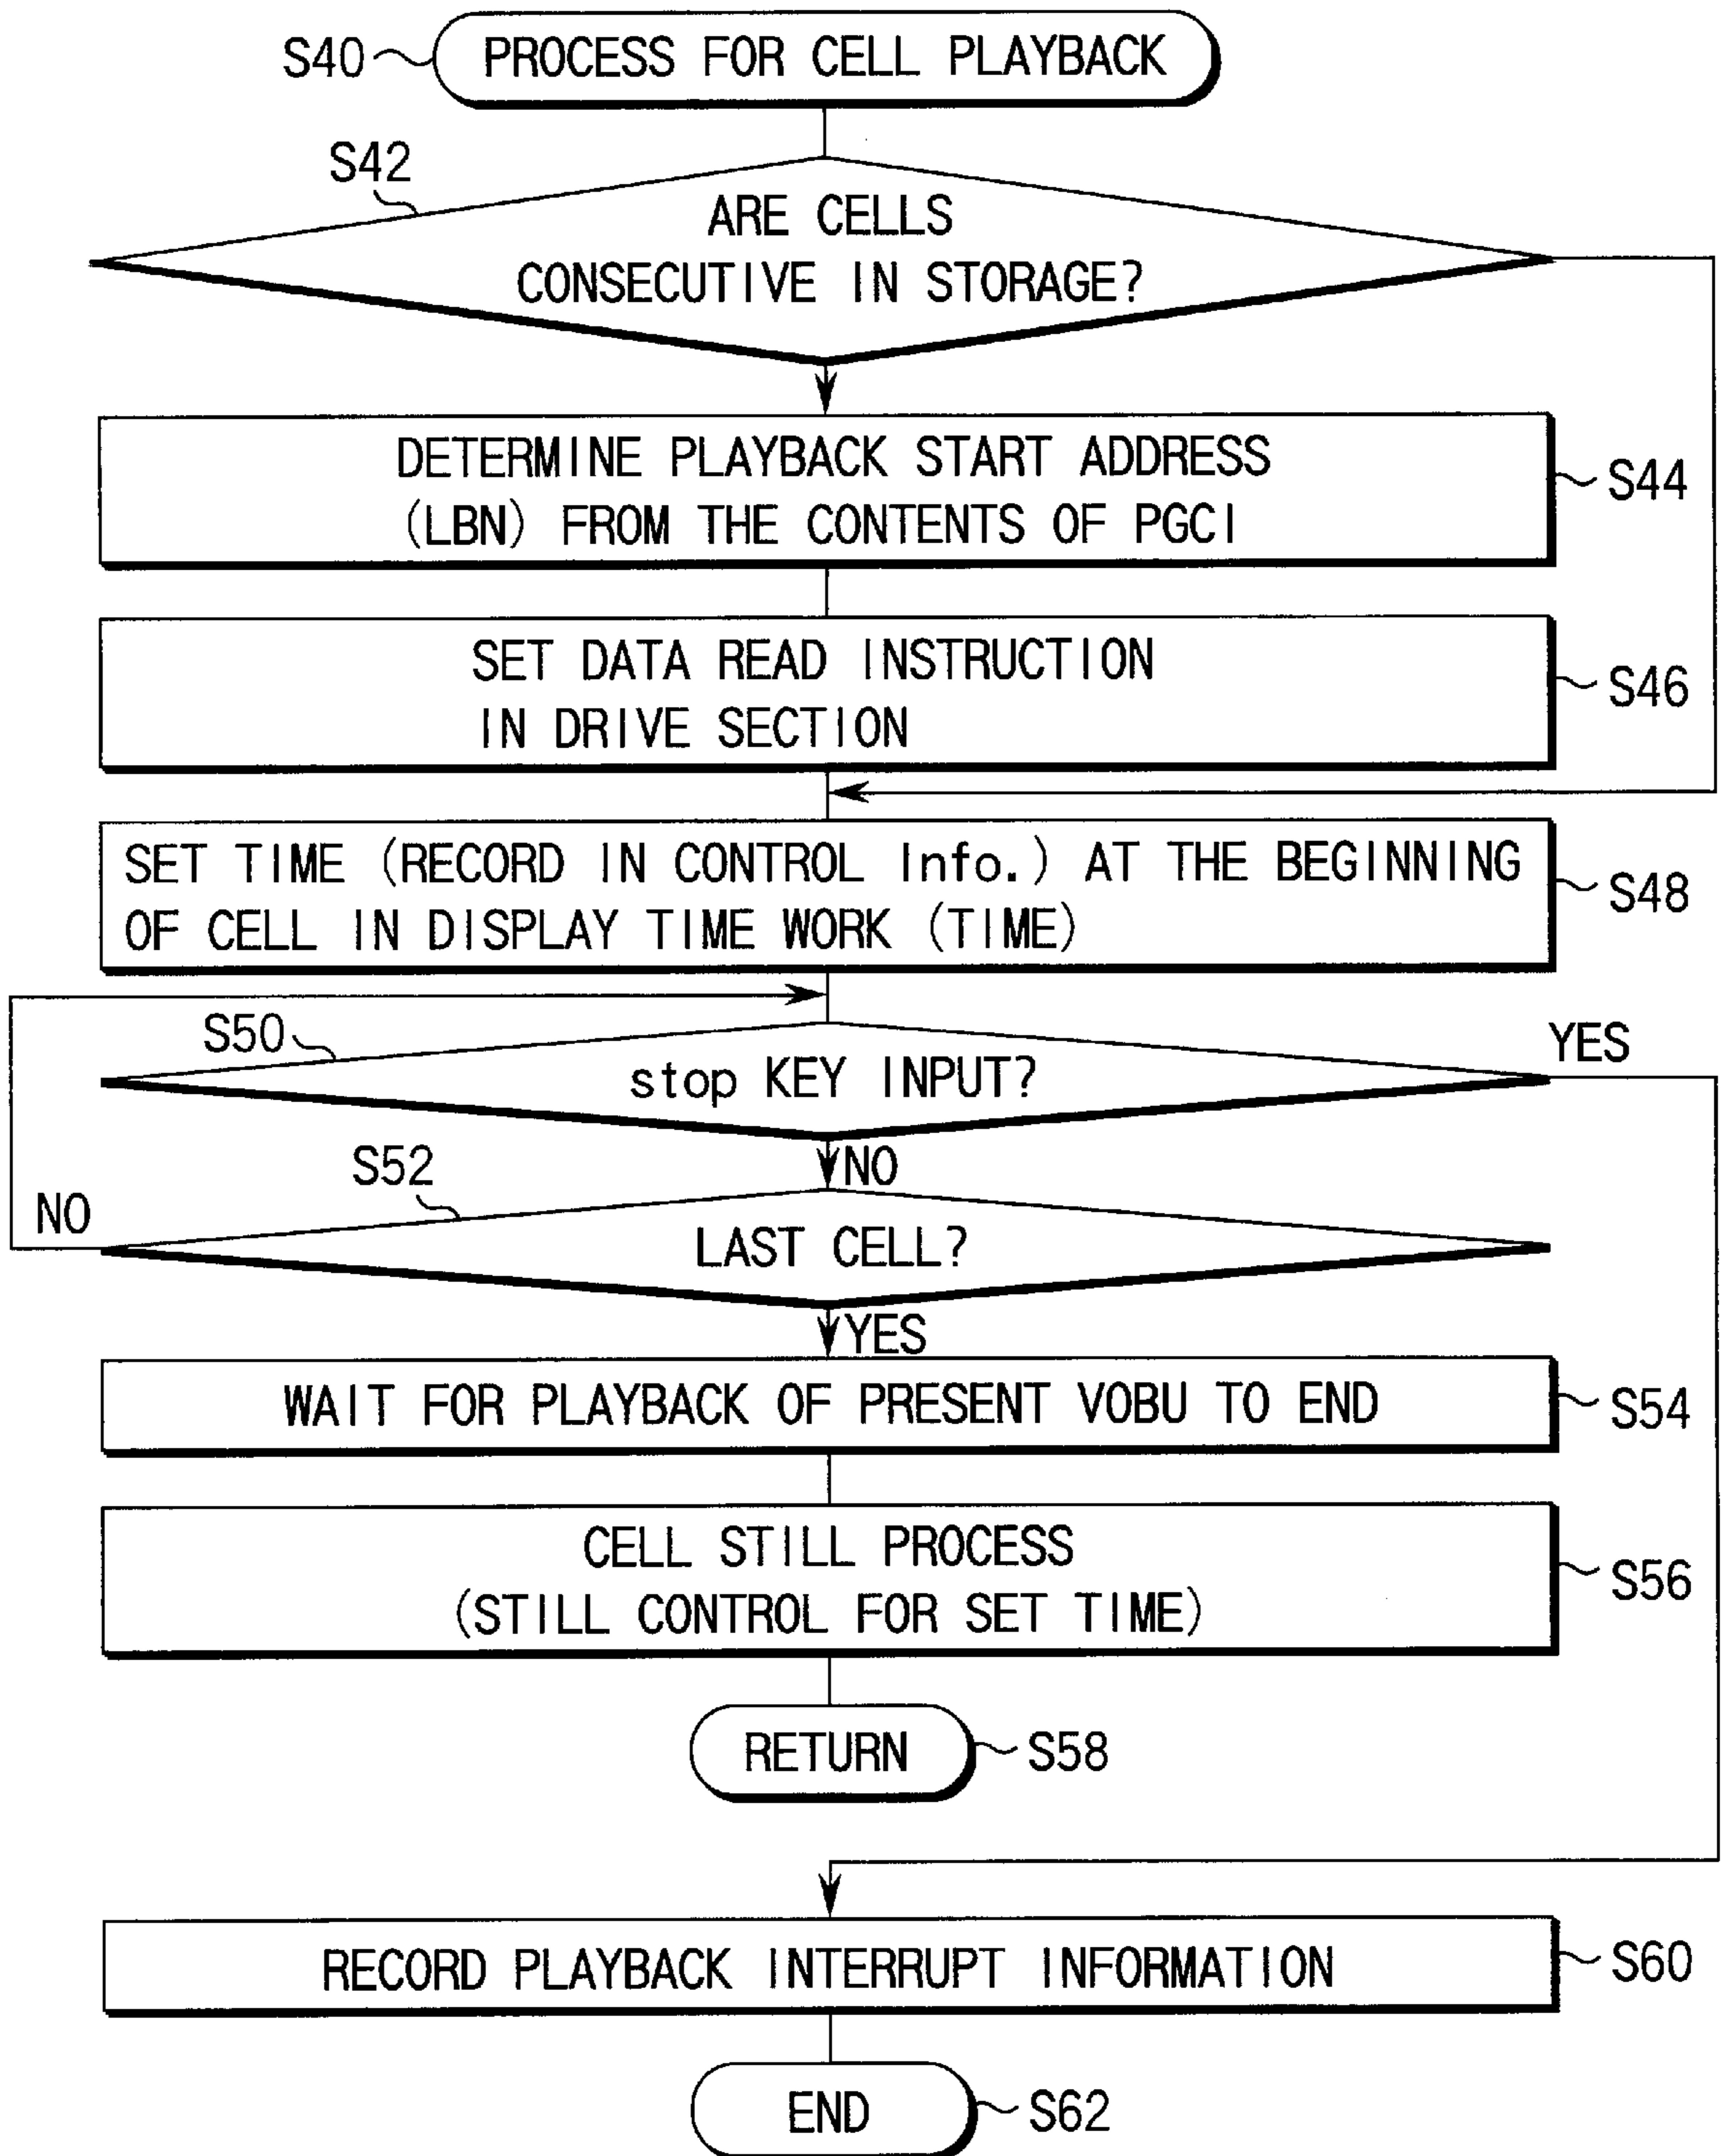 S40
PROCESS FOR CELL PLAYBACK
S42
ARE CELLS
CONSECUTIVE IN STORAGE?
DETERMINE PLAYBACK START ADDRESS
(LBN) FROM THE CONTENTS OF PGCI
S44
SET DATA READ INSTRUCTION
IN DRIVE SECTION
S46
SET TIME (RECORD IN CONTROL Info.) AT THE BEGINNING
OF CELL IN DISPLAY TIME WORK (TIME)
S48
S50
stop KEY INPUT?
YES
NO
S52
NO
LAST CELL?
YES
WAIT FOR PLAYBACK OF PRESENT VOBU TO END
S54
CELL STILL PROCESS
(STILL CONTROL FOR SET TIME)
S56
RETURN
S58
RECORD PLAYBACK INTERRUPT INFORMATION
S60
END
S62